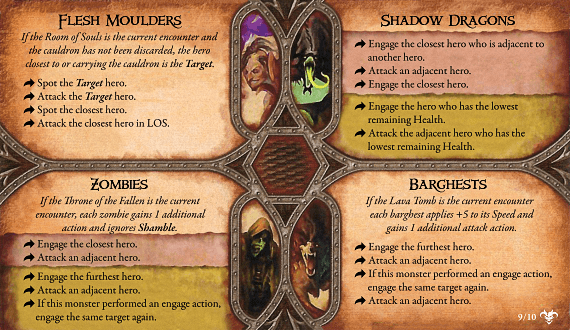 Flesh Moulders
If the Room of Souls is the current encounter and
the cauldron has not been discarded, the hero
closest to or carrying the cauldron is the Target.
Spot the Target hero.
Attack the Target hero.
Spot the closest hero.
Attack the closest hero in LOS.
Shadow Dragons
Engage the closest hero who is adjacent to
another hero.
Attack an adjacent hero.
Engage the closest hero.
Engage the hero who has the lowest
remaining Health.
Attack the adjacent hero who has the
lowest remaining Health.
Zombies
If the Throne of the Fallen is the current
encounter, each zombie gains 1 additional
action and ignores Shamble.
Engage the closest hero.
Attack an adjacent hero.
Engage the furthest hero.
Attack an adjacent hero.
If this monster performed an engage action,
engage the same target again.
Barghests
If the Lava Tomb is the current encounter
each barghest applies +5 to its Speed and
gains 1 additional attack action.
Engage the furthest hero.
Attack an adjacent hero.
If this monster performed an engage action,
engage the same target again.
Attack an adjacent hero.
9/10